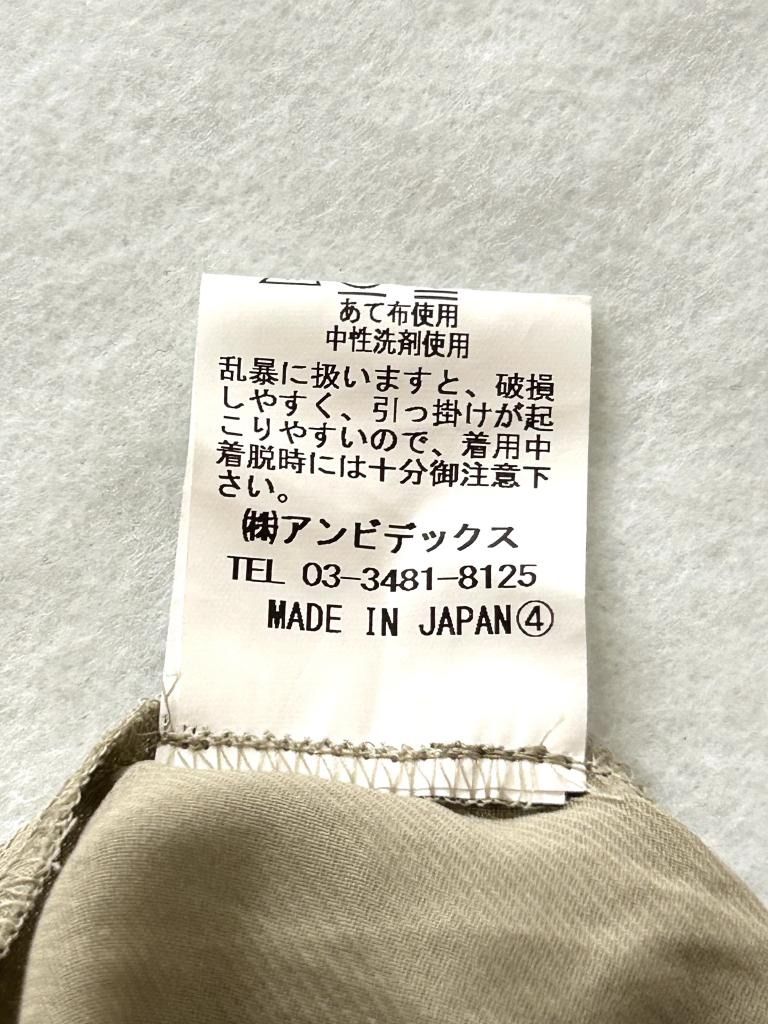 あて布使用
中性洗剤使用
乱暴に扱いますと、破損
しやすく、引っ掛けが起
こりやすいので、着用中
着脱時には十分御注意下
さい。
㈱アンビデックス
TEL 03-3481-8125
MADE IN JAPAN④